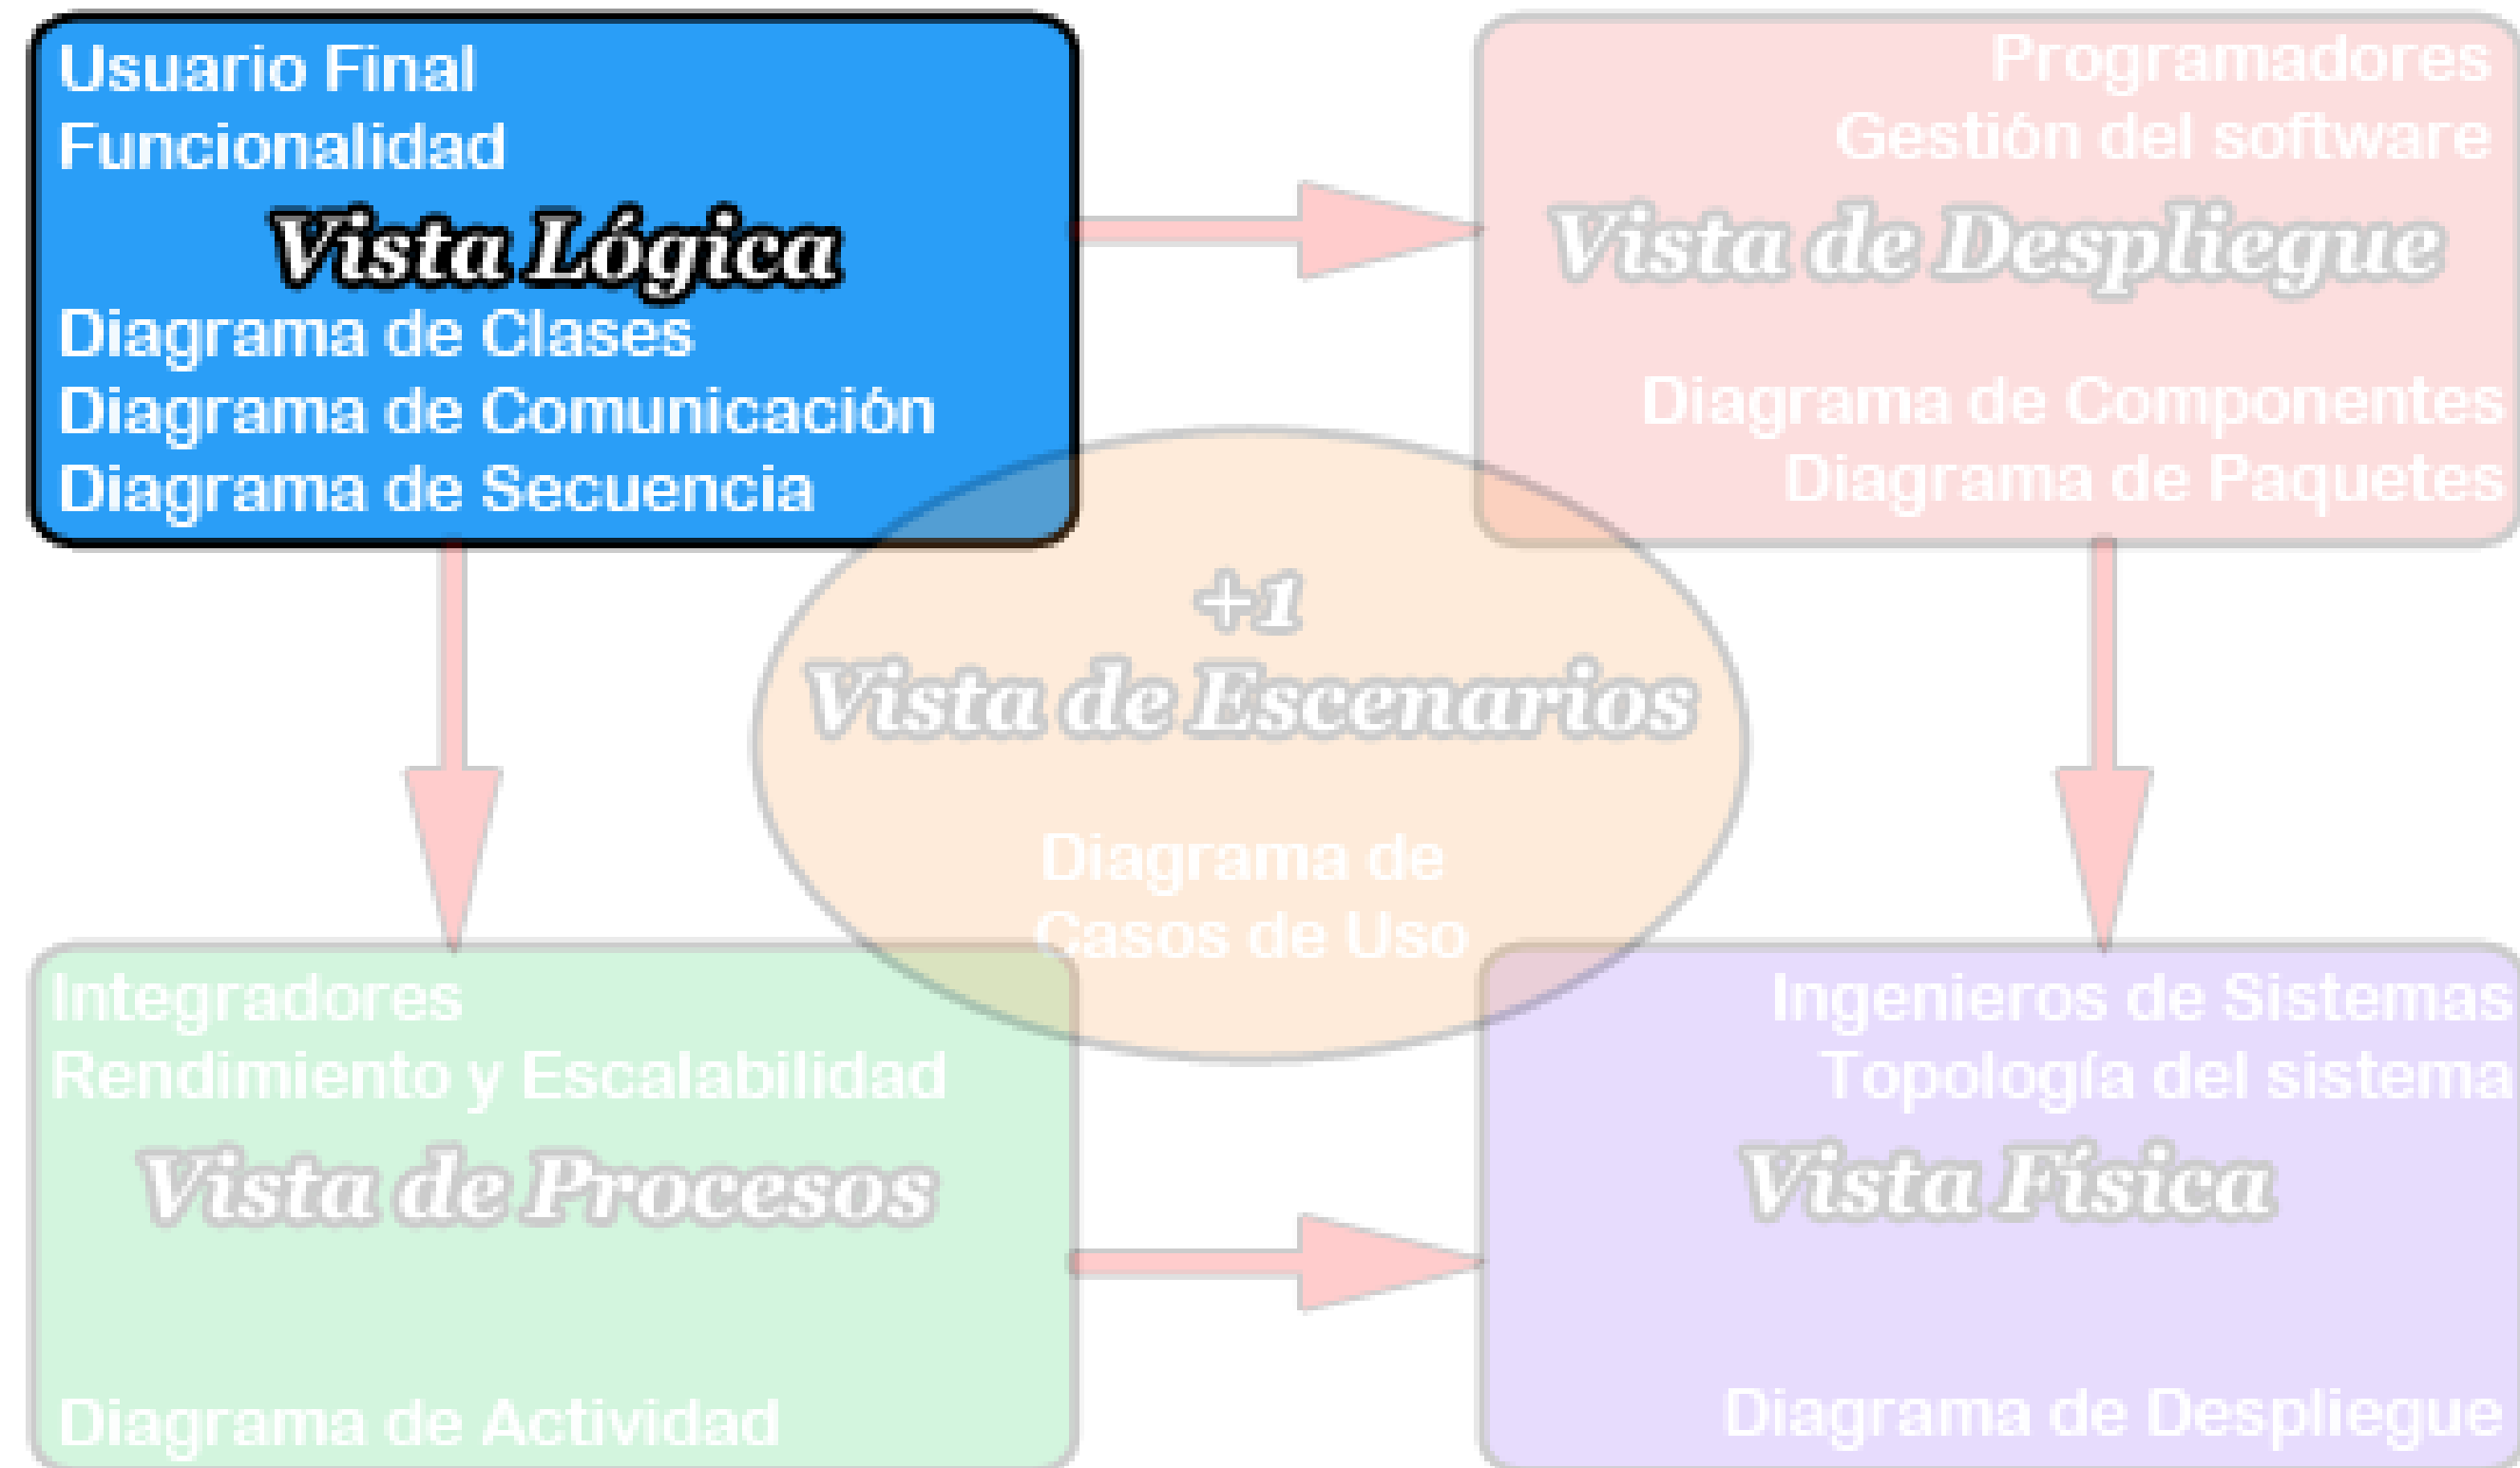 Usuario Final
Funcionalidad
Vista Lógica
Diagrama de Clases
Diagrama de Comunicación
Diagrama de Secuencia
Programadores
Gestión del software
Vista de Despliegue
Diagrama de Componentes
Diagrama de Paquetes
+1
Vista de Escenarios
Diagrama de
Casos de Uso
Integradores
Rendimiento y Escalabilidad
Vista de Procesos
Diagrama de Actividad
Ingenieros de Sistemas
Topología del sistema
Vista Física
Diagrama de Despliegue